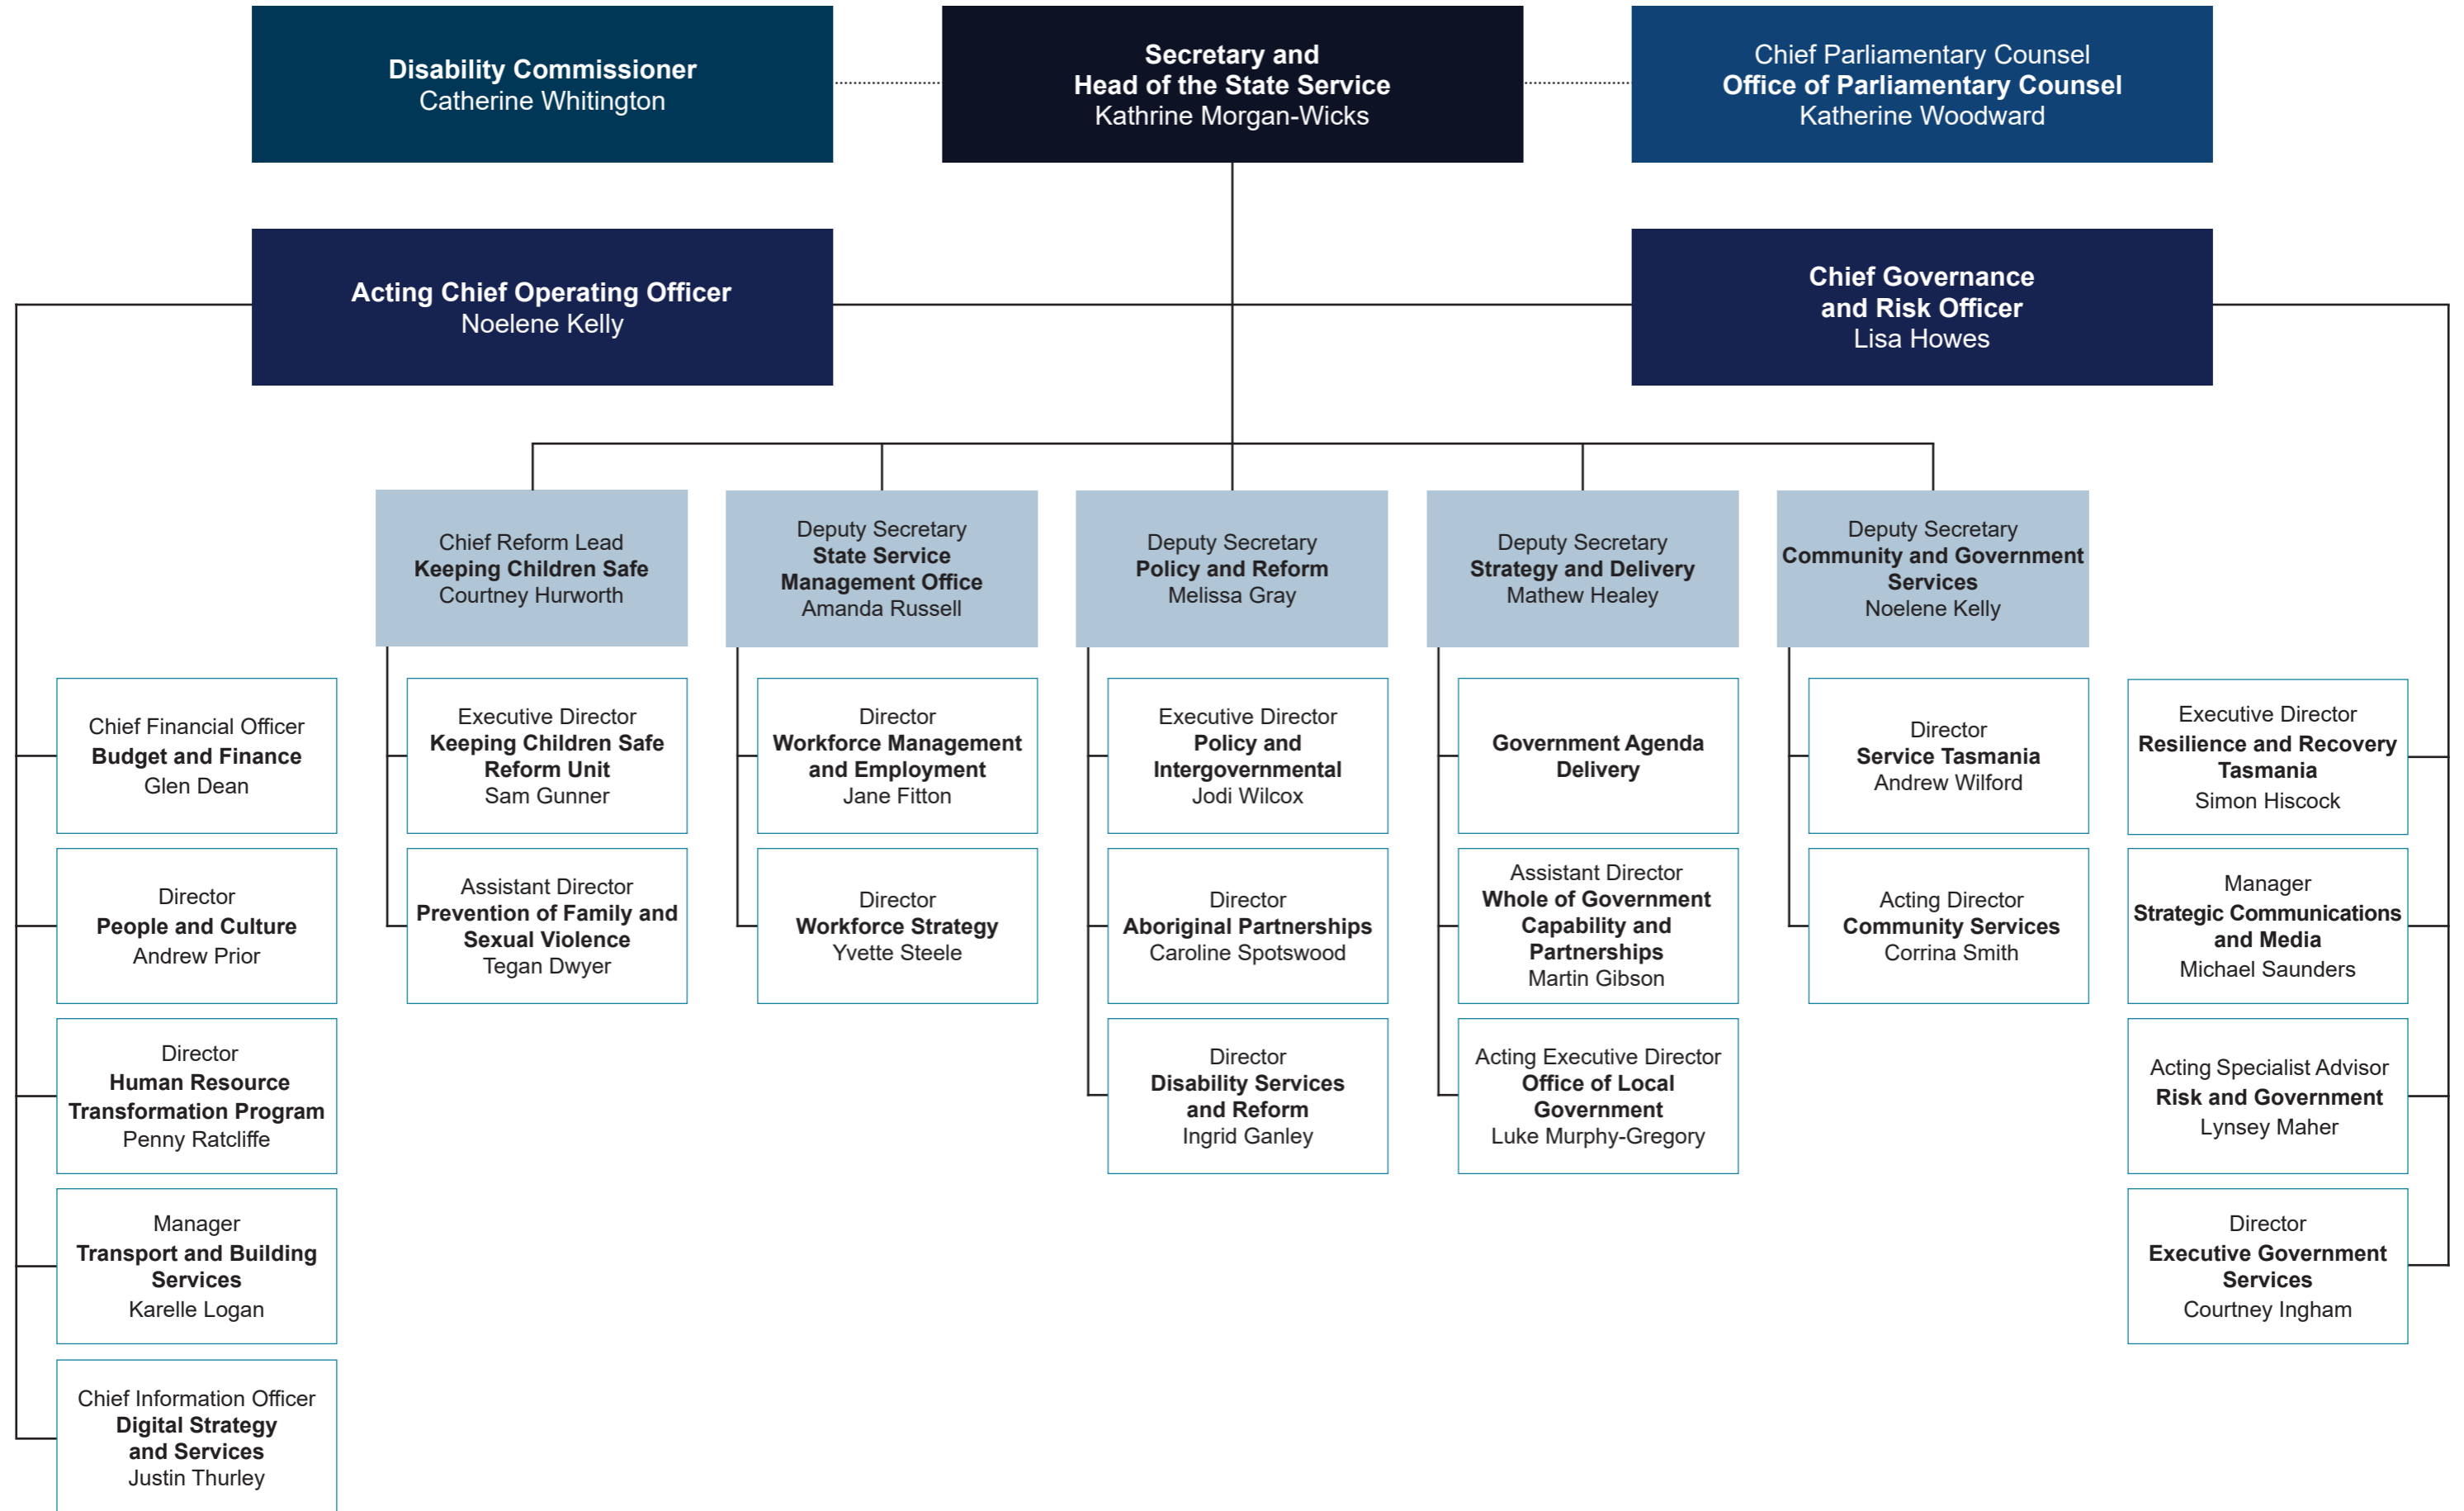 Disability Commissioner
Catherine Whitington
Secretary and
Head of the State Service
Kathrine Morgan-Wicks
Chief Parliamentary Counsel
Office of Parliamentary Counsel
Katherine Woodward
Acting Chief Operating Officer
Noelene Kelly
Chief Governance
and Risk Officer
Lisa Howes
Chief Reform Lead
Keeping Children Safe
Courtney Hurworth
Deputy Secretary
State Service
Management Office
Amanda Russell
Deputy Secretary
Policy and Reform
Melissa Gray
Deputy Secretary
Strategy and Delivery
Mathew Healey
Deputy Secretary
Community and Government
Services
Noelene Kelly
Chief Financial Officer
Budget and Finance
Glen Dean
Director
People and Culture
Andrew Prior
Director
Human Resource
Transformation Program
Penny Ratcliffe
Manager
Transport and Building
Services
Karelle Logan
Chief Information Officer
Digital Strategy
and Services
Justin Thurley
Executive Director
Keeping Children Safe
Reform Unit
Sam Gunner
Assistant Director
Prevention of Family and
Sexual Violence
Tegan Dwyer
Director
Workforce Management
and Employment
Jane Fitton
Director
Workforce Strategy
Yvette Steele
Executive Director
Policy and
Intergovernmental
Jodi Wilcox
Director
Aboriginal Partnerships
Caroline Spotswood
Director
Disability Services
and Reform
Ingrid Ganley
Government Agenda
Delivery
Assistant Director
Whole of Government
Capability and
Partnerships
Martin Gibson
Acting Executive Director
Office of Local
Government
Luke Murphy-Gregory
Director
Service Tasmania
Andrew Wilford
Acting Director
Community Services
Corrina Smith
Executive Director
Resilience and Recovery
Tasmania
Simon Hiscock
Manager
Strategic Communications
and Media
Michael Saunders
Acting Specialist Advisor
Risk and Government
Lynsey Maher
Director
Executive Government
Services
Courtney Ingham